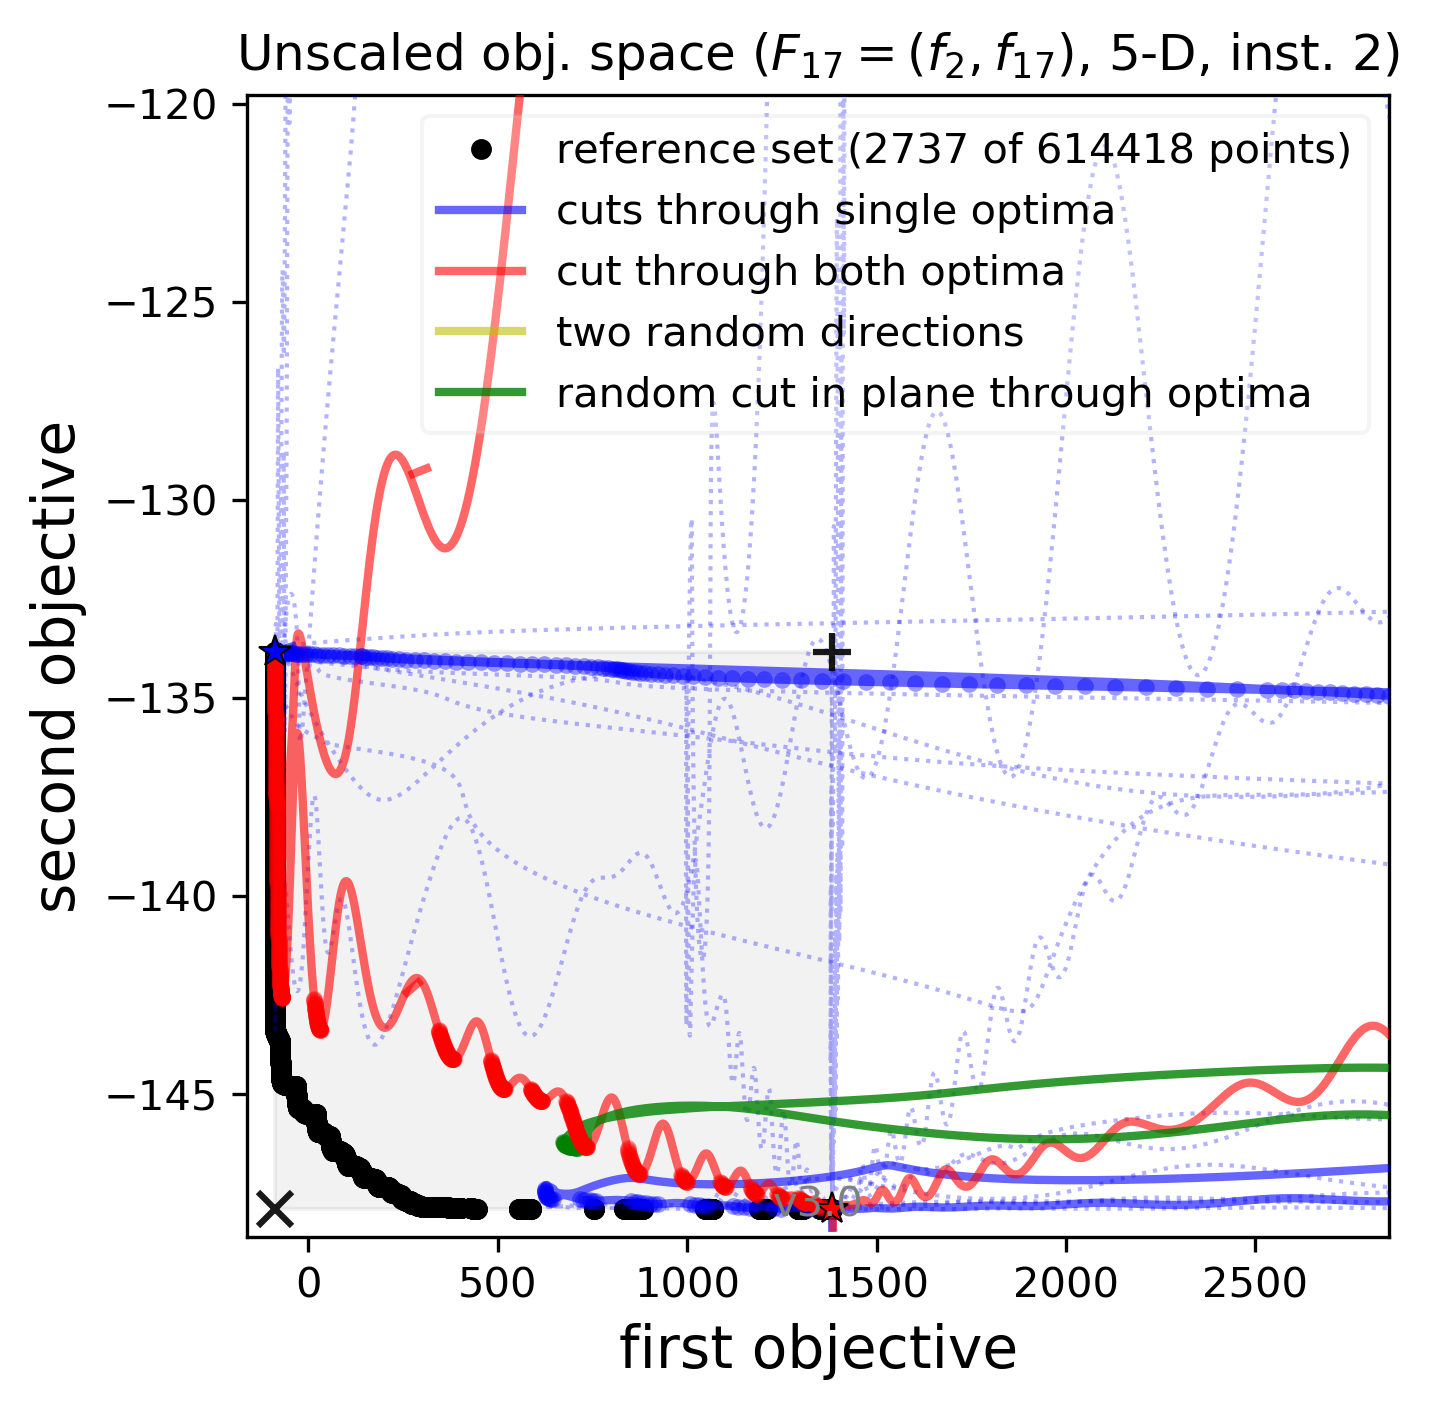 Unscaled obj. space (F₁₇ = (f₂, f₁₇), 5-D, inst. 2)
reference set (2737 of 614418 points)
cuts through single optima
cut through both optima
two random directions
random cut in plane through optima
−120
−125
−130
−135
−140
−145
second objective
v3.0
0
500
1000
1500
2000
2500
first objective